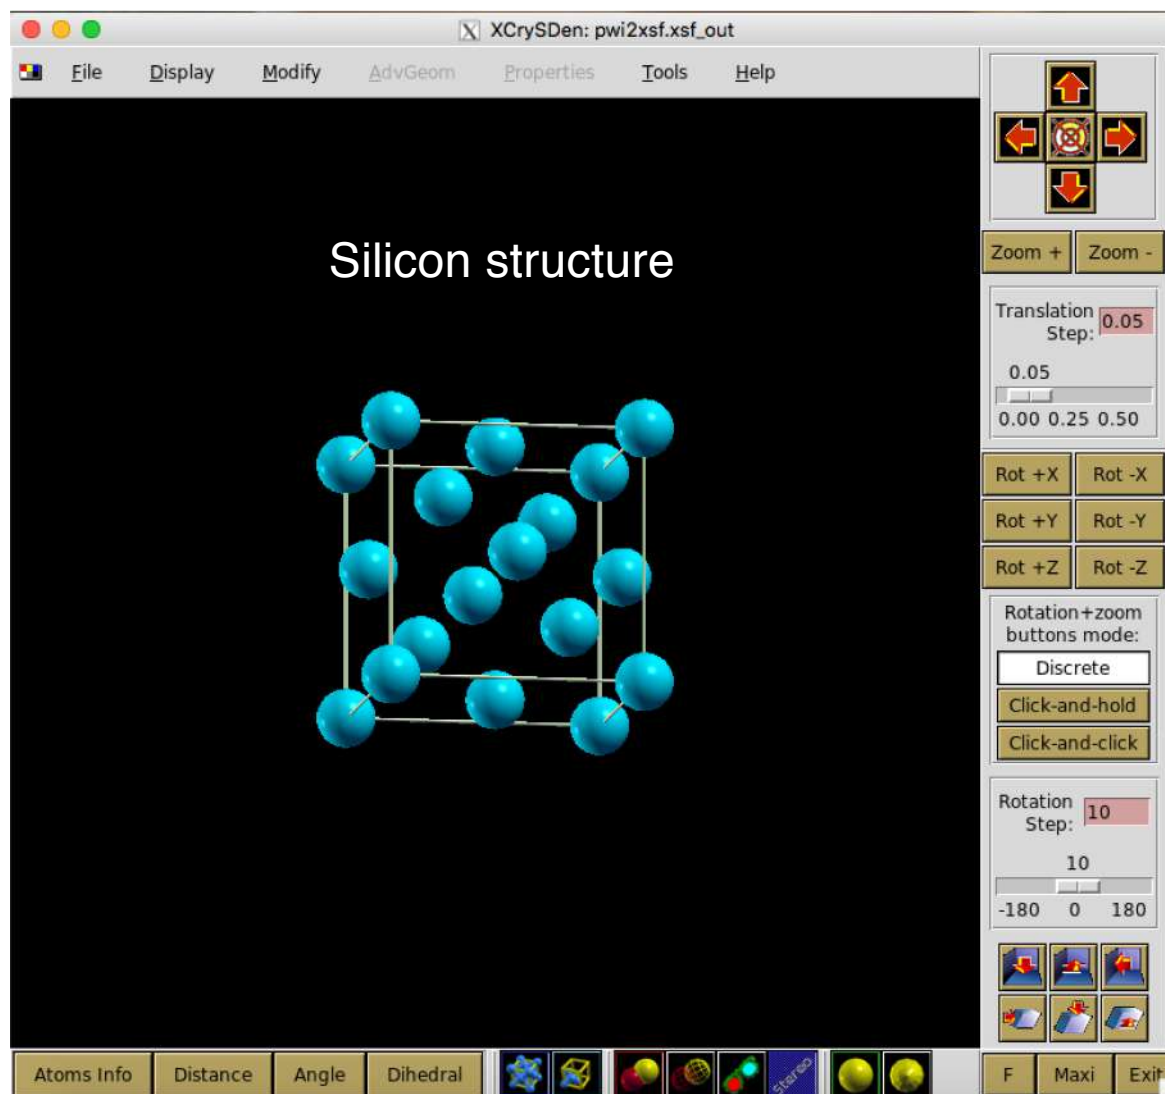 XCrySDen: pwi2xsf.xsf_out
File Display Modify AdvGeom Properties Tools Help
Silicon structure
Zoom + Zoom -
Translation
Step: 0.05
0.05
0.00 0.25 0.50
Rot +X Rot -X
Rot +Y Rot -Y
Rot +Z Rot -Z
Rotation+zoom
buttons mode:
Discrete
Click-and-hold
Click-and-click
Rotation
Step: 10
10
-180 0 180
Atoms Info Distance Angle Dihedral Stereo F Maxi Exit